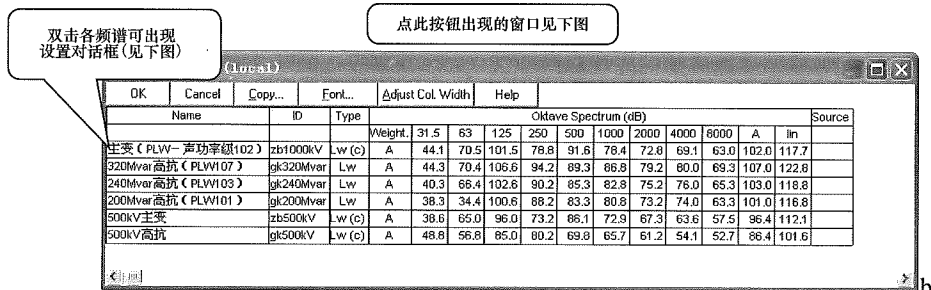 双击各频谱可出现
设置对话框(见下图)
点此按钮出现的窗口见下图
(local)
OK Cancel Copy... Font... Adjust Col. Width Help
Name ID Type Oktave Spectrum (dB) Source
Weight. 31.5 63 125 250 500 1000 2000 4000 8000 A lin
主变(PLW-声功率级102) zb1000kV Lw (c) A 44.1 70.5 101.5 78.8 91.6 78.4 72.8 69.1 63.0 102.0 117.7
320Mvar高抗(PLW107) gk320Mvar Lw A 44.3 70.4 106.6 94.2 89.3 86.8 79.2 80.0 69.3 107.0 122.8
240Mvar高抗(PLW103) gk240Mvar Lw A 40.3 66.4 102.6 90.2 85.3 82.8 75.2 76.0 65.3 103.0 118.8
200Mvar高抗(PLW101) gk200Mvar Lw A 38.3 34.4 100.6 88.2 83.3 80.8 73.2 74.0 63.3 101.0 116.8
500kV主变 zb500kV Lw (c) A 38.6 65.0 96.0 73.2 86.1 72.9 67.3 63.6 57.5 96.4 112.1
500kV高抗 gk500kV Lw (c) A 48.8 56.8 85.0 80.2 69.8 65.7 61.2 54.1 52.7 86.4 101.6
b